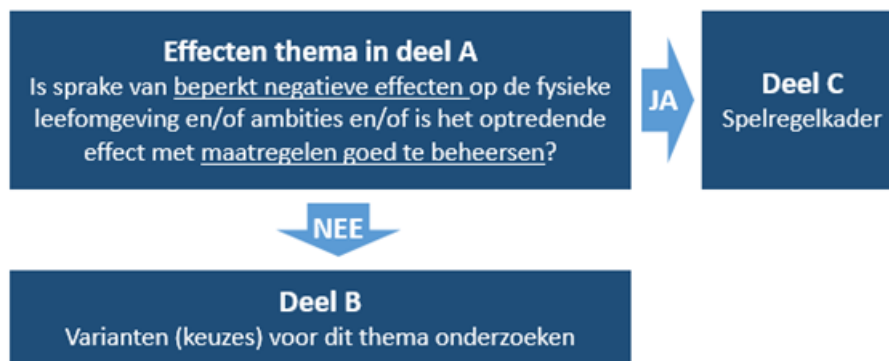 Effecten thema in deel A
Is sprake van beperkt negatieve effecten op de fysieke
leefomgeving en/of ambities en/of is het optredende
effect met maatregelen goed te beheersen?
JA
Deel C
Spelregelkader
NEE
Deel B
Varianten (keuzes) voor dit thema onderzoeken